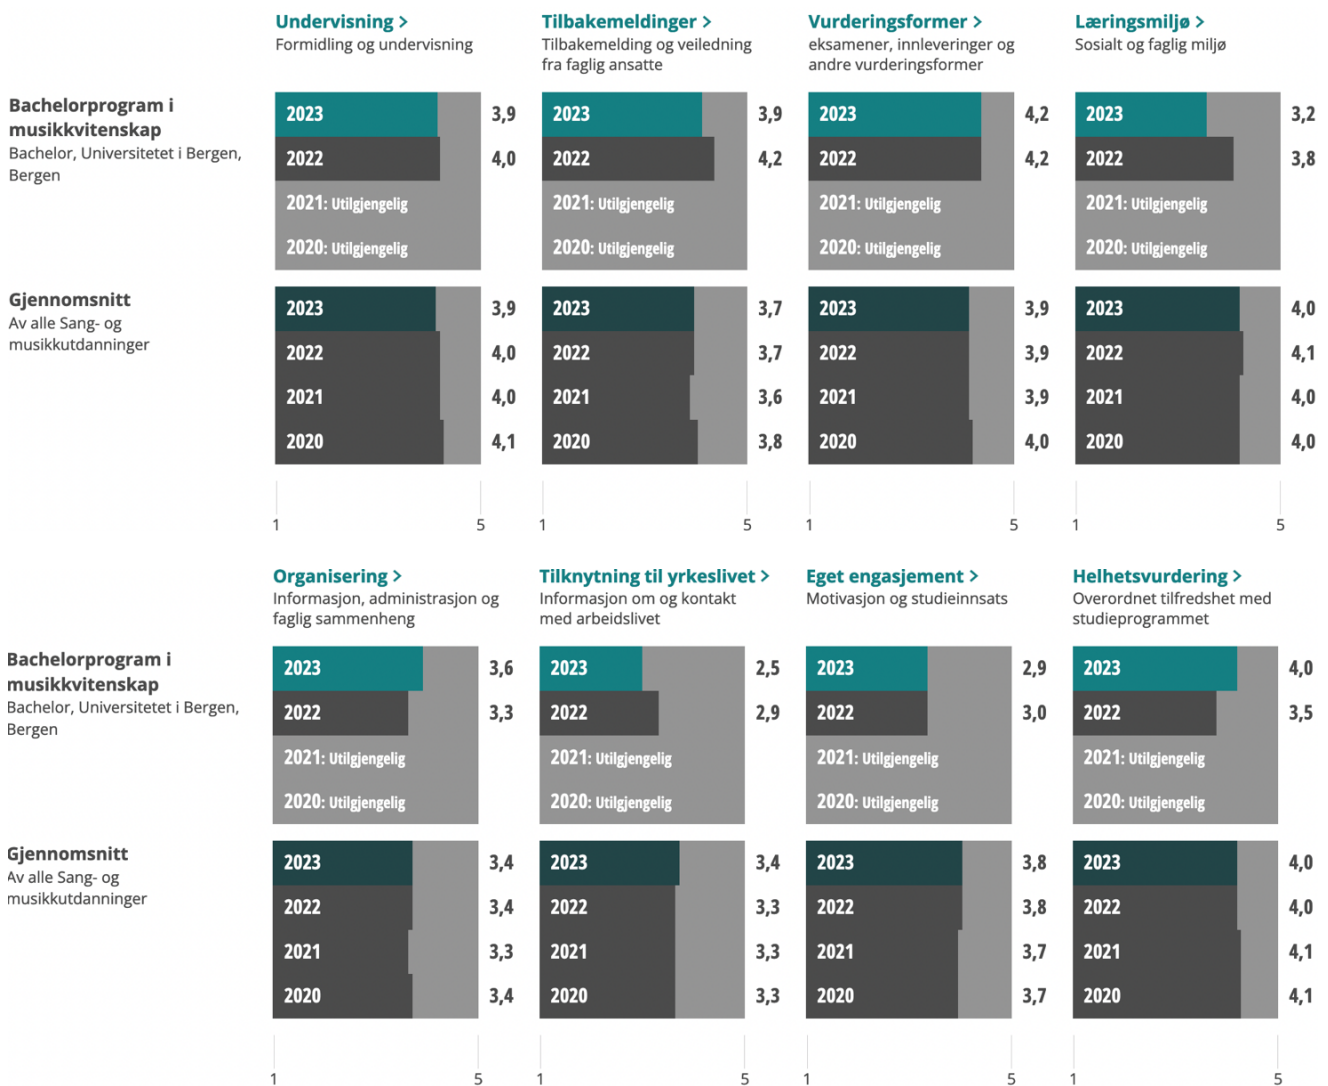 Undervisning >
Formidling og undervisning
Tilbakemeldinger >
Tilbakemelding og veiledning
fra faglig ansatte
Vurderingsformer >
eksamener, innleveringer og
andre vurderingsformer
Læringsmiljø >
Sosialt og faglig miljø
Bachelorprogram i
musikkvitenskap
Bachelor, Universitetet i Bergen,
Bergen
2023 3,9
2022 4,0
2021: Utilgjengelig
2020: Utilgjengelig
2023 3,9
2022 4,2
2021: Utilgjengelig
2020: Utilgjengelig
2023 4,2
2022 4,2
2021: Utilgjengelig
2020: Utilgjengelig
2023 3,2
2022 3,8
2021: Utilgjengelig
2020: Utilgjengelig
Gjennomsnitt
Av alle Sang- og
musikkutdanninger
2023 3,9
2022 4,0
2021 4,0
2020 4,1
2023 3,7
2022 3,7
2021 3,6
2020 3,8
2023 3,9
2022 3,9
2021 3,9
2020 4,0
2023 4,0
2022 4,1
2021 4,0
2020 4,0
1 5
1 5
1 5
1 5
Organisering >
Informasjon, administrasjon og
faglig sammenheng
Tilknytning til yrkeslivet >
Informasjon om og kontakt
med arbeidslivet
Eget engasjement >
Motivasjon og studieinnsats
Helhetsvurdering >
Overordnet tilfredshet med
studieprogrammet
Bachelorprogram i
musikkvitenskap
Bachelor, Universitetet i Bergen,
Bergen
2023 3,6
2022 3,3
2021: Utilgjengelig
2020: Utilgjengelig
2023 2,5
2022 2,9
2021: Utilgjengelig
2020: Utilgjengelig
2023 2,9
2022 3,0
2021: Utilgjengelig
2020: Utilgjengelig
2023 4,0
2022 3,5
2021: Utilgjengelig
2020: Utilgjengelig
Gjennomsnitt
Av alle Sang- og
musikkutdanninger
2023 3,4
2022 3,4
2021 3,3
2020 3,4
2023 3,4
2022 3,3
2021 3,3
2020 3,3
2023 3,8
2022 3,8
2021 3,7
2020 3,7
2023 4,0
2022 4,0
2021 4,1
2020 4,1
1 5
1 5
1 5
1 5